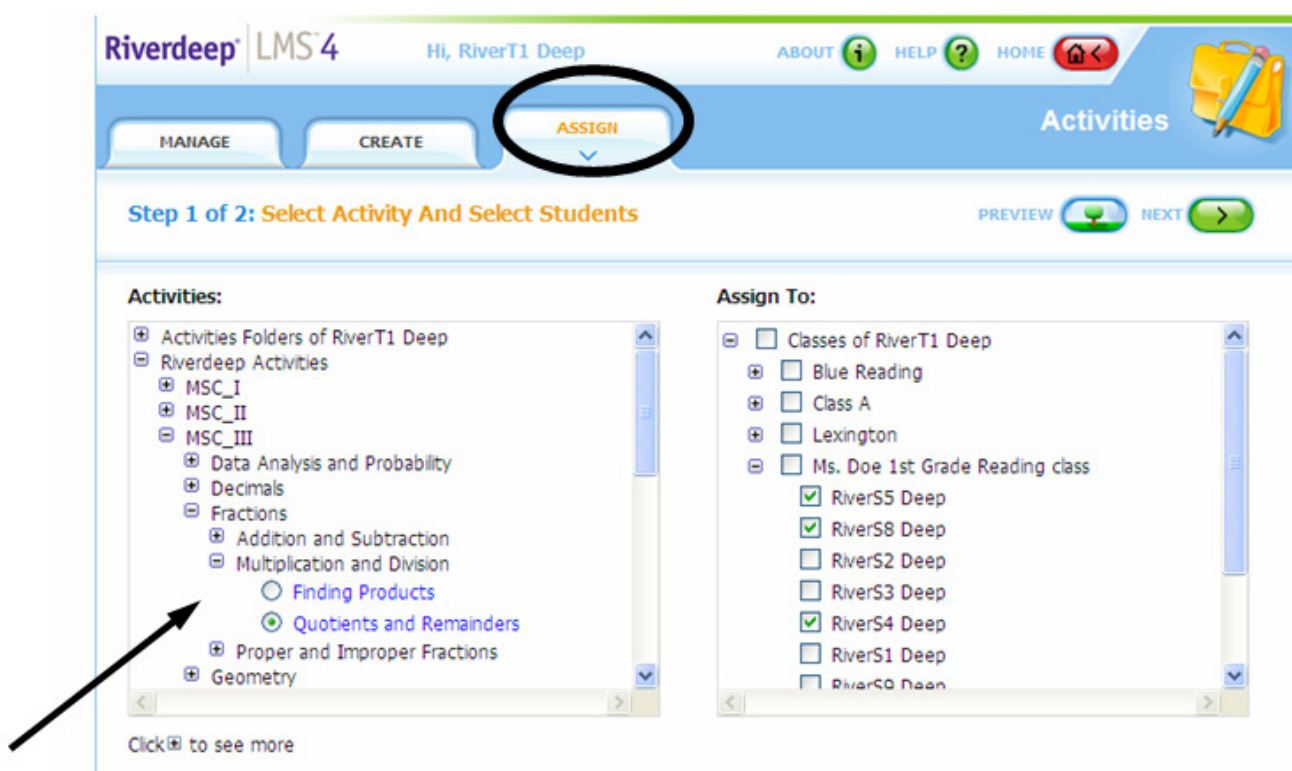 Riverdeep LMS 4 Hi, RiverT1 Deep ABOUT HELP HOME
Activities
MANAGE CREATE ASSIGN
Step 1 of 2: Select Activity And Select Students PREVIEW NEXT
Activities:
Activities Folders of RiverT1 Deep
Riverdeep Activities
MSC_I
MSC_II
MSC_III
Data Analysis and Probability
Decimals
Fractions
Addition and Subtraction
Multiplication and Division
Finding Products
Quotients and Remainders
Proper and Improper Fractions
Geometry
Click to see more
Assign To:
Classes of RiverT1 Deep
Blue Reading
Class A
Lexington
Ms. Doe 1st Grade Reading class
RiverS5 Deep
RiverS8 Deep
RiverS2 Deep
RiverS3 Deep
RiverS4 Deep
RiverS1 Deep
RiverS9 Deep